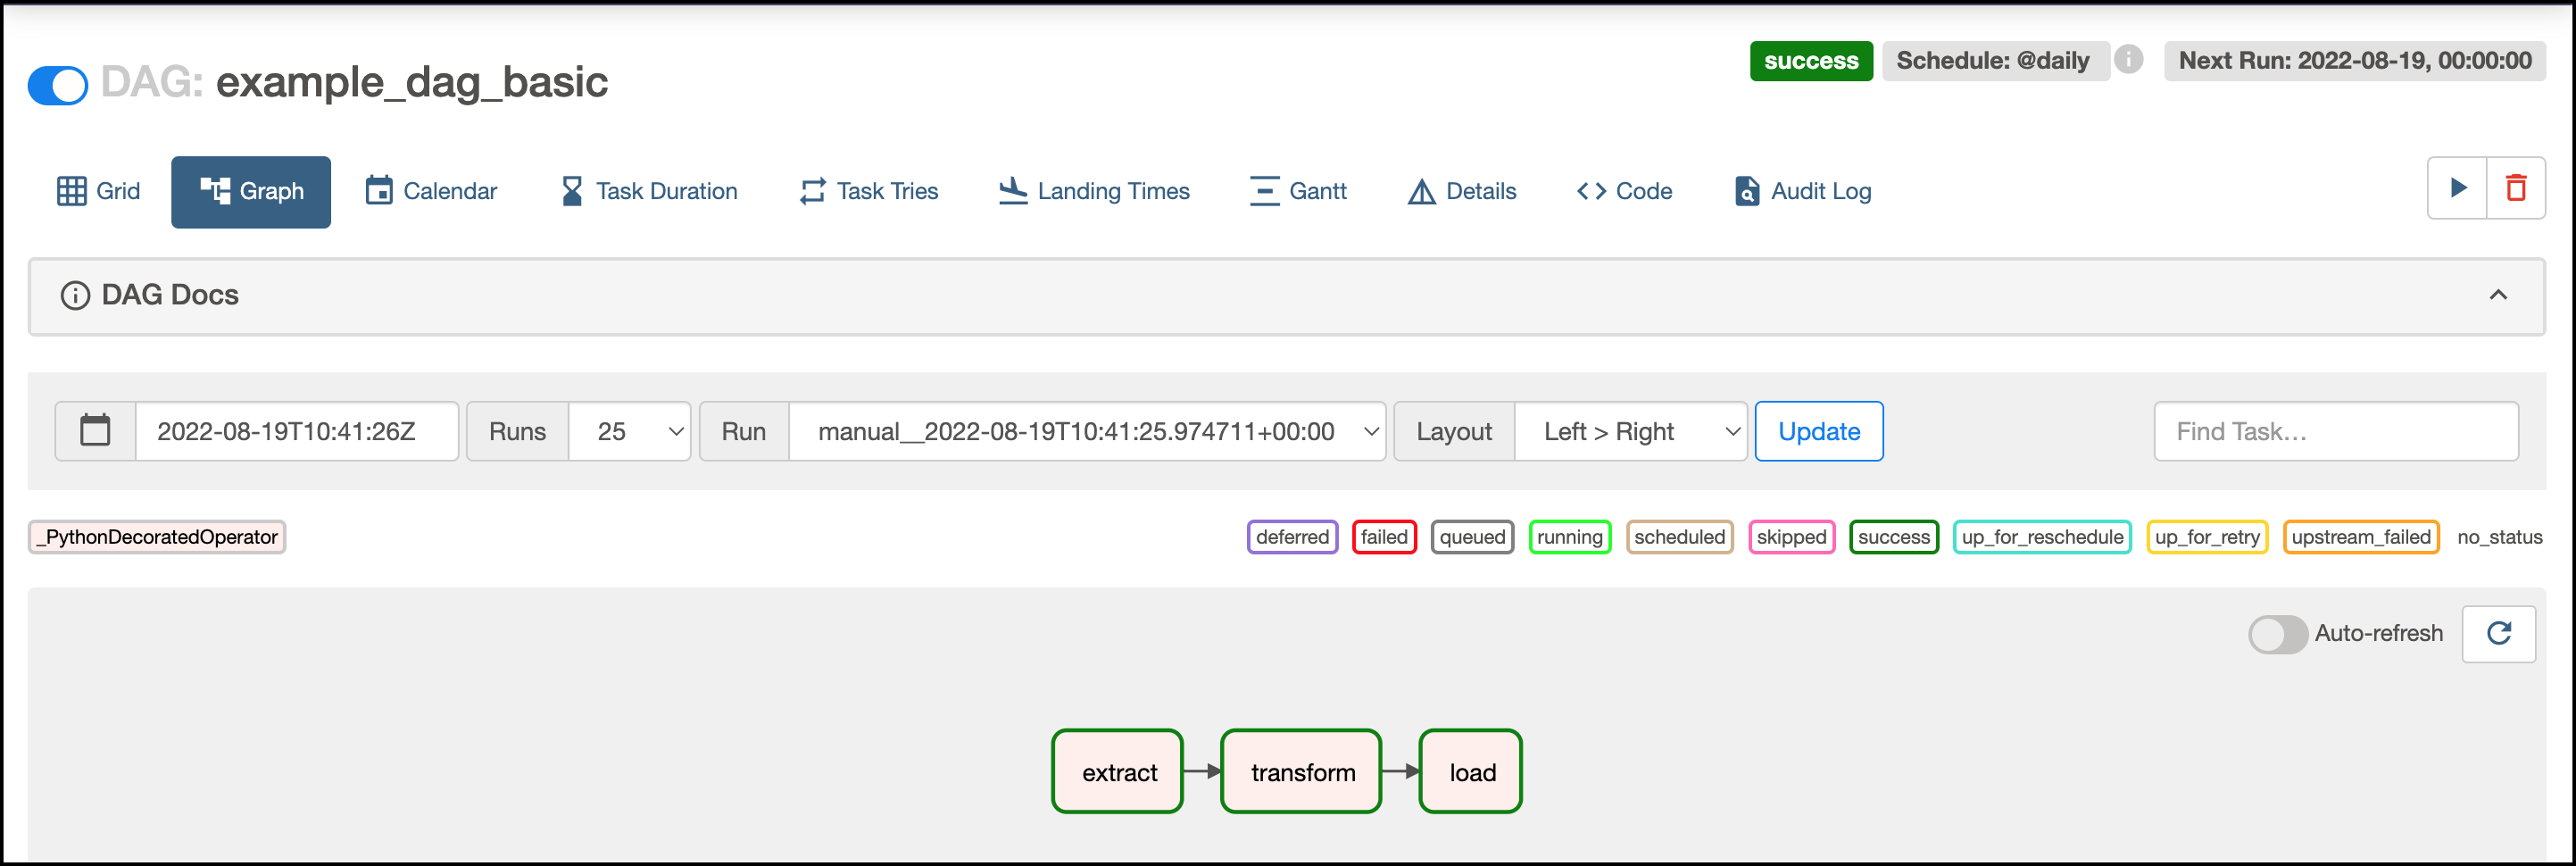 success Schedule: @daily Next Run: 2022-08-19, 00:00:00
DAG: example_dag_basic
Grid Graph Calendar Task Duration Task Tries Landing Times Gantt Details Code Audit Log
DAG Docs
2022-08-19T10:41:26Z Runs 25 Run manual__2022-08-19T10:41:25.974711+00:00 Layout Left > Right Update Find Task...
_PythonDecoratedOperator deferred failed queued running scheduled skipped success up_for_reschedule up_for_retry upstream_failed no_status
Auto-refresh
extract transform load